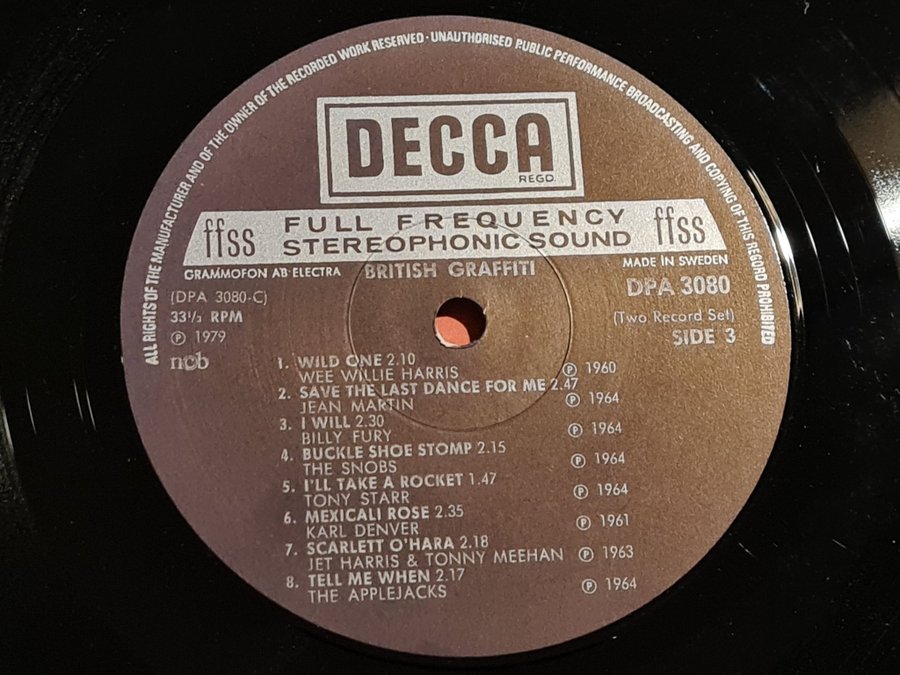 ALL RIGHTS OF THE MANUFACTURER AND OF THE OWNER OF THE RECORDED WORK RESERVED · UNAUTHORISED PUBLIC PERFORMANCE BROADCASTING AND COPYING OF THIS RECORD PROHIBITED
DECCA
REGD.
ffss FULL FREQUENCY STEREOPHONIC SOUND ffss
GRAMMOFON AB ELECTRA
BRITISH GRAFFITI
MADE IN SWEDEN
(DPA 3080-C)
DPA 3080
33 1/3 RPM
(Two Record Set)
℗ 1979
SIDE 3
ncb
1. WILD ONE 2.10
WEE WILLIE HARRIS ℗ 1960
2. SAVE THE LAST DANCE FOR ME 2.47
JEAN MARTIN ℗ 1964
3. I WILL 2.30
BILLY FURY ℗ 1964
4. BUCKLE SHOE STOMP 2.15
THE SNOBS ℗ 1964
5. I'LL TAKE A ROCKET 1.47
TONY STARR ℗ 1964
6. MEXICALI ROSE 2.35
KARL DENVER ℗ 1961
7. SCARLETT O'HARA 2.18
JET HARRIS & TONNY MEEHAN ℗ 1963
8. TELL ME WHEN 2.17
THE APPLEJACKS ℗ 1964